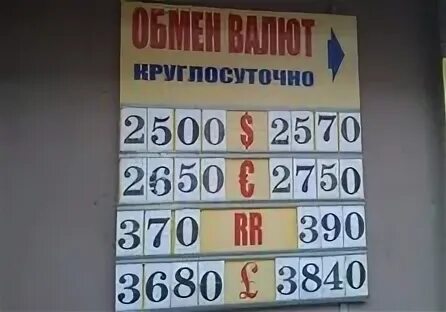 ОБМЕН ВАЛЮТ
КРУГЛОСУТОЧНО
2500 $ 2570
2650 € 2750
370 RR 390
3680 £ 3840